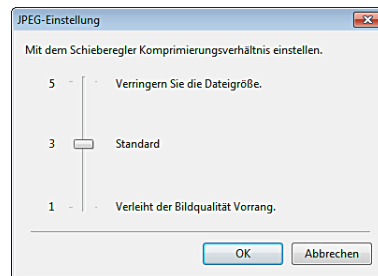 JPEG-Einstellung
Mit dem Schieberegler Komprimierungsverhältnis einstellen.
5 Verringern Sie die Dateigröße.
3 Standard
1 Verleiht der Bildqualität Vorrang.
OK Abbrechen